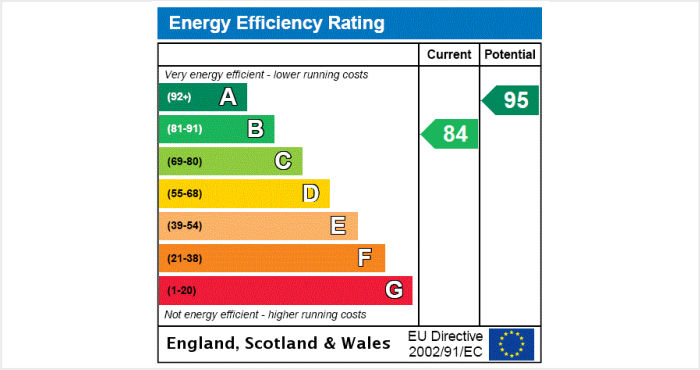 Energy Efficiency Rating
Current Potential
Very energy efficient - lower running costs
(92+) A
95
(81-91) B
84
(69-80) C
(55-68) D
(39-54) E
(21-38) F
(1-20) G
Not energy efficient - higher running costs
England, Scotland & Wales
EU Directive
2002/91/EC